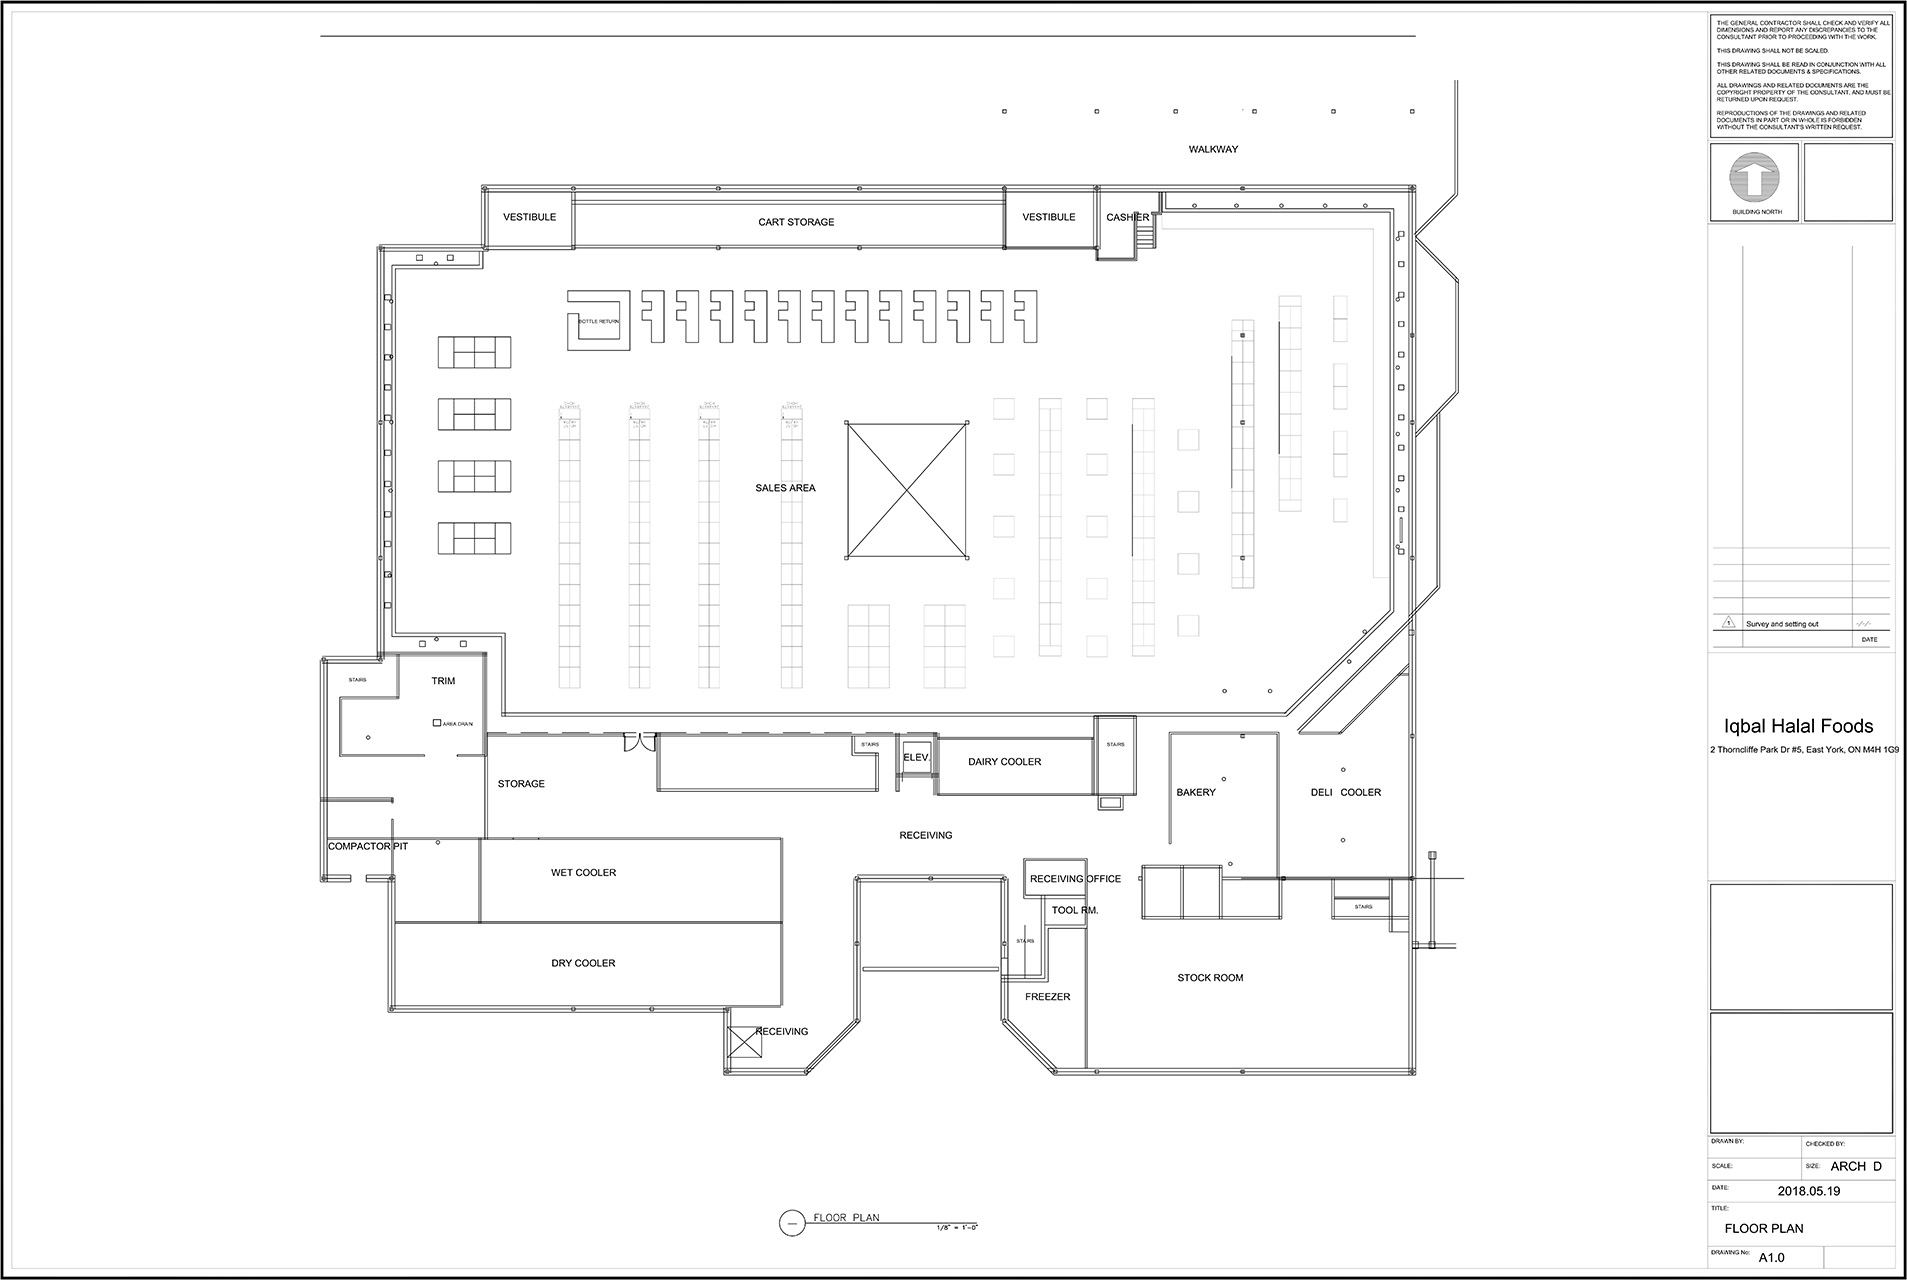 THE GENERAL CONTRACTOR SHALL CHECK AND VERIFY ALL
DIMENSIONS AND REPORT ANY DISCREPANCIES TO THE
CONSULTANT PRIOR TO PROCEEDING WITH THE WORK.
THIS DRAWING SHALL NOT BE SCALED.
THIS DRAWING SHALL BE READ IN CONJUNCTION WITH ALL
OTHER RELATED DOCUMENTS & SPECIFICATIONS.
ALL DRAWINGS AND RELATED DOCUMENTS ARE THE
COPYRIGHT PROPERTY OF THE CONSULTANT. AND MUST BE
RETURNED UPON REQUEST.
REPRODUCTIONS OF THE DRAWINGS AND RELATED
DOCUMENTS IN PART OR IN WHOLE IS FORBIDDEN
WITHOUT THE CONSULTANT'S WRITTEN REQUEST.
BUILDING NORTH
WALKWAY
VESTIBULE
CART STORAGE
VESTIBULE
CASHIER
BOTTLE RETURN
SALES AREA
STAIRS
TRIM
AREA DRAIN
STORAGE
STAIRS
ELEV.
DAIRY COOLER
STAIRS
BAKERY
DELI COOLER
RECEIVING
COMPACTOR PIT
WET COOLER
RECEIVING OFFICE
TOOL RM.
STAIRS
STAIRS
DRY COOLER
STOCK ROOM
FREEZER
RECEIVING
FLOOR PLAN
1/8" = 1'-0"
1 Survey and setting out -/-/-
DATE
Iqbal Halal Foods
2 Thorncliffe Park Dr #5, East York, ON M4H 1G9
DRAWN BY: CHECKED BY:
SCALE: SIZE: ARCH D
DATE: 2018.05.19
TITLE:
FLOOR PLAN
DRAWING No: A1.0